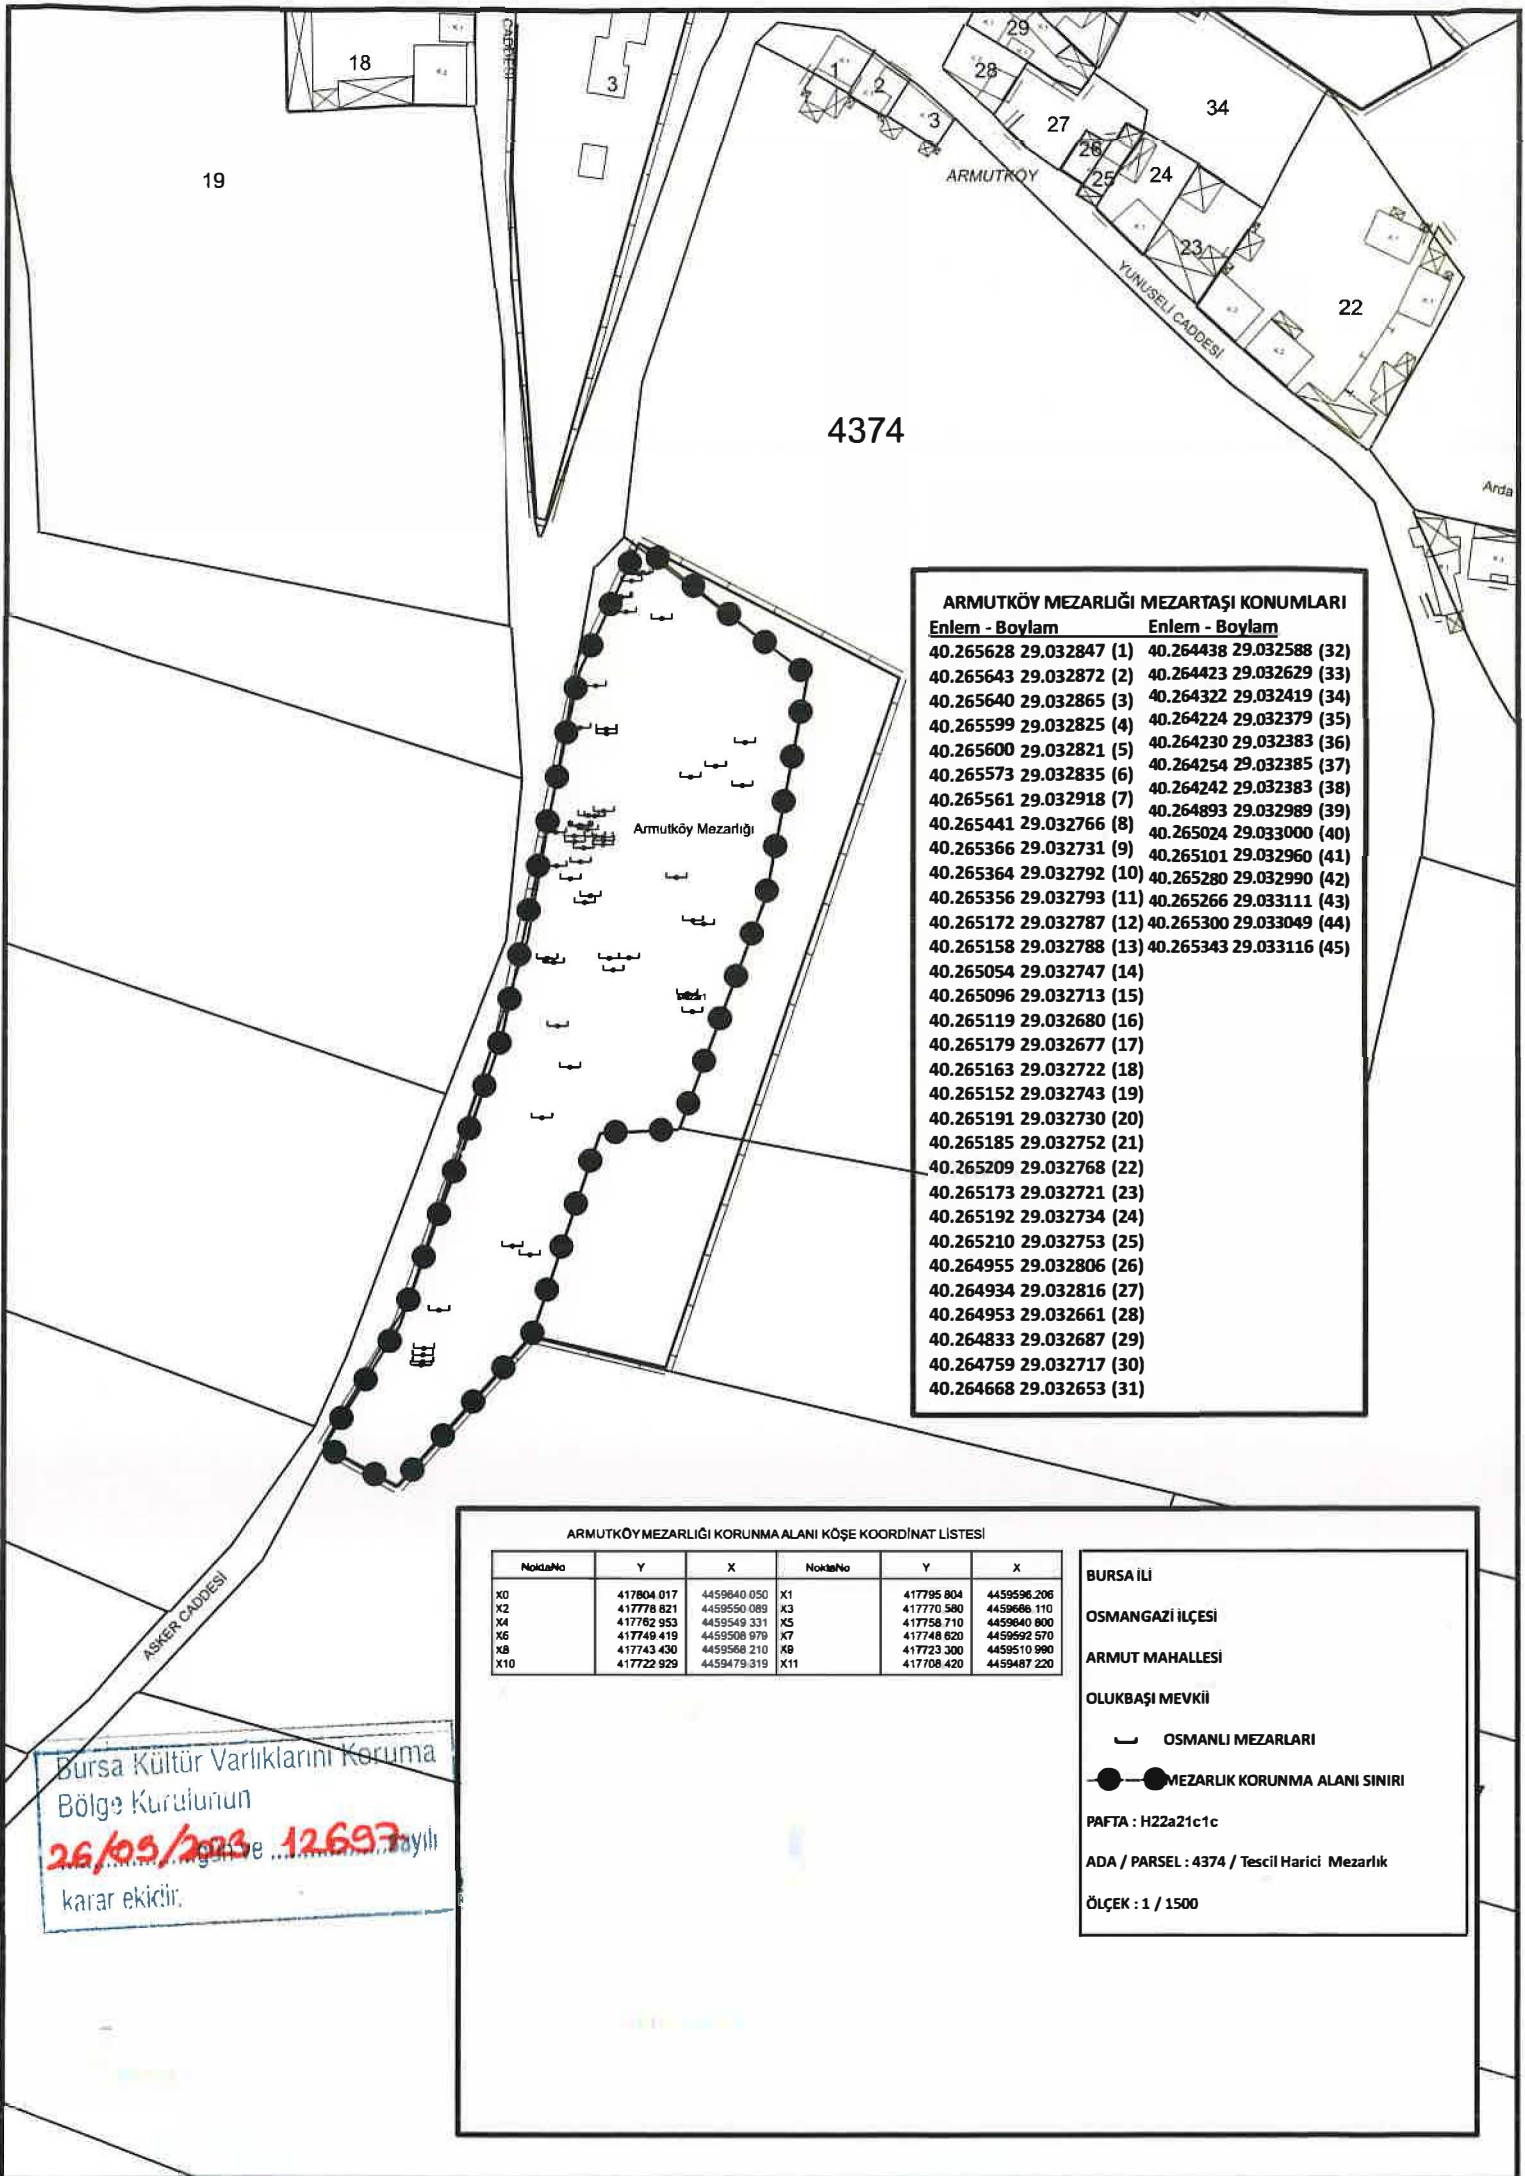 CADDESİ
18
3
19
1
2
3
29
28
27
34
26
25
24
23
22
ARMUTKÖY
YUNUSELİ CADDESİ
4374
Arda
Armutköy Mezarlığı
ASKER CADDESİ
ARMUTKÖY MEZARLIĞI MEZARTAŞI KONUMLARI
Enlem - Boylam Enlem - Boylam
40.265628 29.032847 (1) 40.264438 29.032588 (32)
40.265643 29.032872 (2) 40.264423 29.032629 (33)
40.265640 29.032865 (3) 40.264322 29.032419 (34)
40.265599 29.032825 (4) 40.264224 29.032379 (35)
40.265600 29.032821 (5) 40.264230 29.032383 (36)
40.265573 29.032835 (6) 40.264254 29.032385 (37)
40.265561 29.032918 (7) 40.264242 29.032383 (38)
40.265441 29.032766 (8) 40.264893 29.032989 (39)
40.265366 29.032731 (9) 40.265024 29.033000 (40)
40.265364 29.032792 (10) 40.265101 29.032960 (41)
40.265356 29.032793 (11) 40.265280 29.032990 (42)
40.265172 29.032787 (12) 40.265266 29.033111 (43)
40.265158 29.032788 (13) 40.265300 29.033049 (44)
40.265054 29.032747 (14) 40.265343 29.033116 (45)
40.265096 29.032713 (15)
40.265119 29.032680 (16)
40.265179 29.032677 (17)
40.265163 29.032722 (18)
40.265152 29.032743 (19)
40.265191 29.032730 (20)
40.265185 29.032752 (21)
40.265209 29.032768 (22)
40.265173 29.032721 (23)
40.265192 29.032734 (24)
40.265210 29.032753 (25)
40.264955 29.032806 (26)
40.264934 29.032816 (27)
40.264953 29.032661 (28)
40.264833 29.032687 (29)
40.264759 29.032717 (30)
40.264668 29.032653 (31)
ARMUTKÖY MEZARLIĞI KORUNMA ALANI KÖŞE KOORDİNAT LİSTESİ
NoktaNo Y X NoktaNo Y X
X0 417804.017 4459640.050 X1 417795.804 4459596.206
X2 417778.821 4459550.089 X3 417770.580 4459666.110
X4 417762.953 4459549.331 X5 417758.710 4459640.800
X6 417749.419 4459508.979 X7 417748.620 4459592.570
X8 417743.430 4459568.210 X9 417723.300 4459510.990
X10 417722.929 4459479.319 X11 417708.420 4459487.220
BURSA İLİ
OSMANGAZİ İLÇESİ
ARMUT MAHALLESİ
OLUKBAŞI MEVKİİ
OSMANLI MEZARLARI
MEZARLIK KORUNMA ALANI SINIRI
PAFTA : H22a21c1c
ADA / PARSEL : 4374 / Tescil Harici Mezarlık
ÖLÇEK : 1 / 1500
Bursa Kültür Varlıklarını Koruma
Bölge Kurulunun
26/05/2023 gün ve 12697 sayılı
karar ekidir.